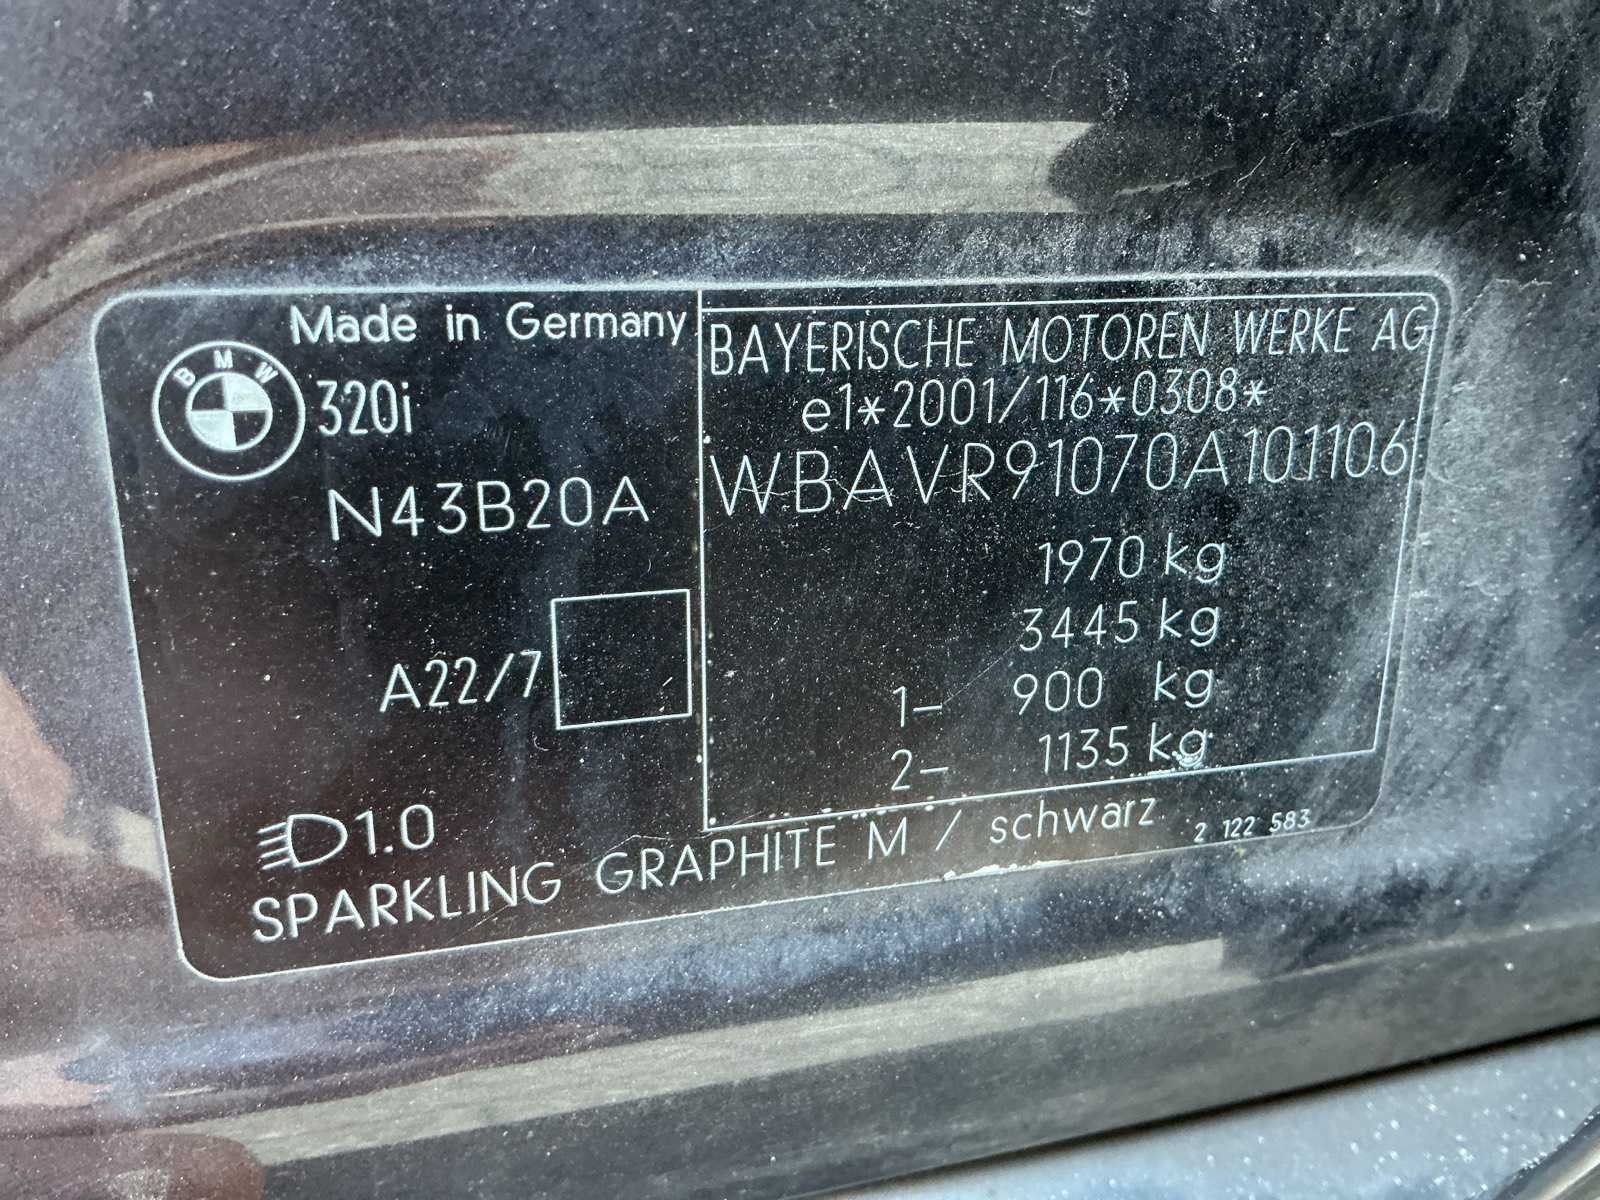 Made in Germany
BMW
320i
N43B20A
A22/7
1.0
BAYERISCHE MOTOREN WERKE AG
e1*2001/116*0308*
WBAVR91070A101106
1970 kg
3445 kg
1- 900 kg
2- 1135 kg
SPARKLING GRAPHITE M / schwarz 2 122 583